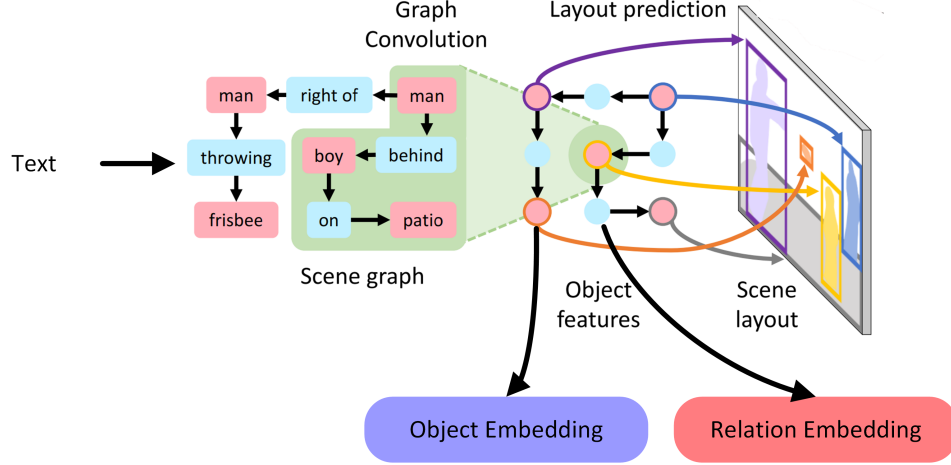 Graph
Convolution
Layout prediction
man
right of
man
Text
throwing
boy
behind
frisbee
on
patio
Scene graph
Object
features
Scene
layout
Object Embedding
Relation Embedding